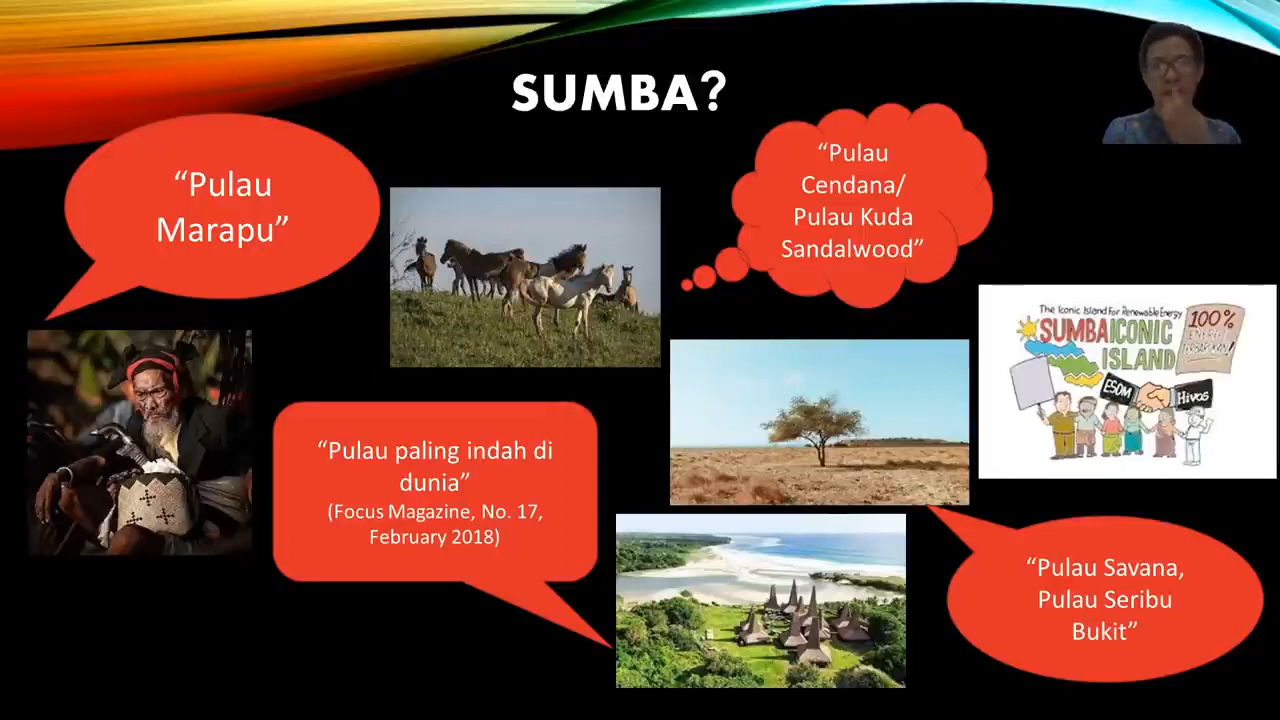 SUMBA?
“Pulau
Marapu”
“Pulau
Cendana/
Pulau Kuda
Sandalwood”
The Iconic Island For Renewable Energy
SUMBA ICONIC
ISLAND
100%
ESDM
Hivos
“Pulau paling indah di
dunia”
(Focus Magazine, No. 17,
February 2018)
“Pulau Savana,
Pulau Seribu
Bukit”